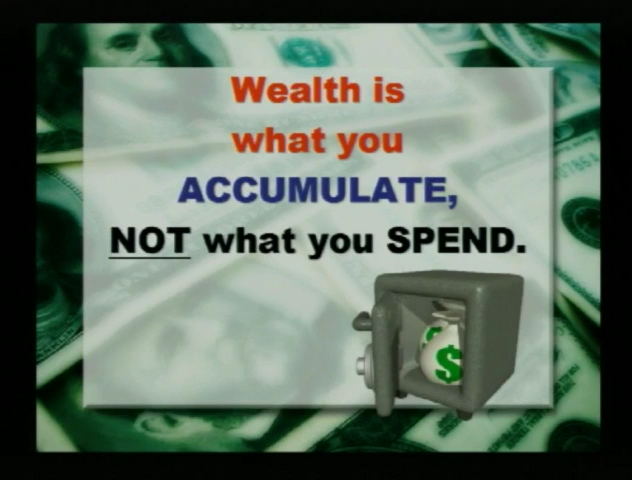 Wealth is
what you
ACCUMULATE,
NOT what you SPEND.
$